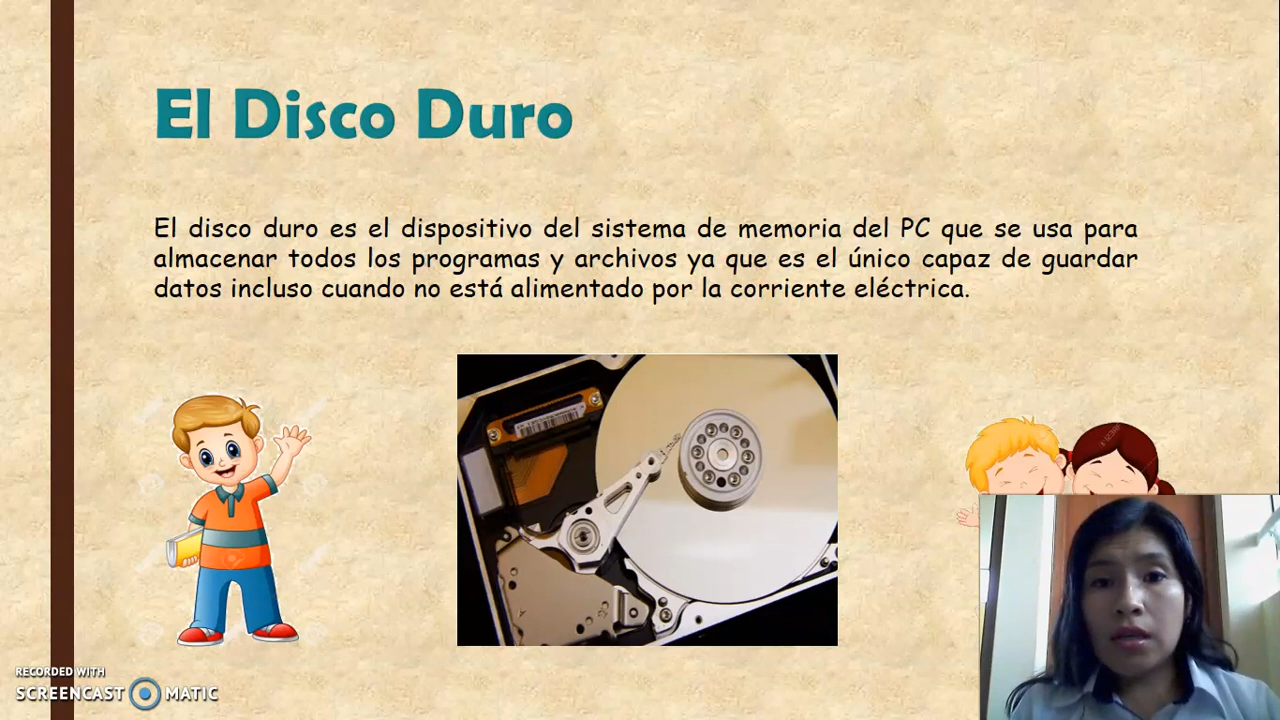 El Disco Duro
El disco duro es el dispositivo del sistema de memoria del PC que se usa para
almacenar todos los programas y archivos ya que es el único capaz de guardar
datos incluso cuando no está alimentado por la corriente eléctrica.
RECORDED WITH
SCREENCAST MATIC